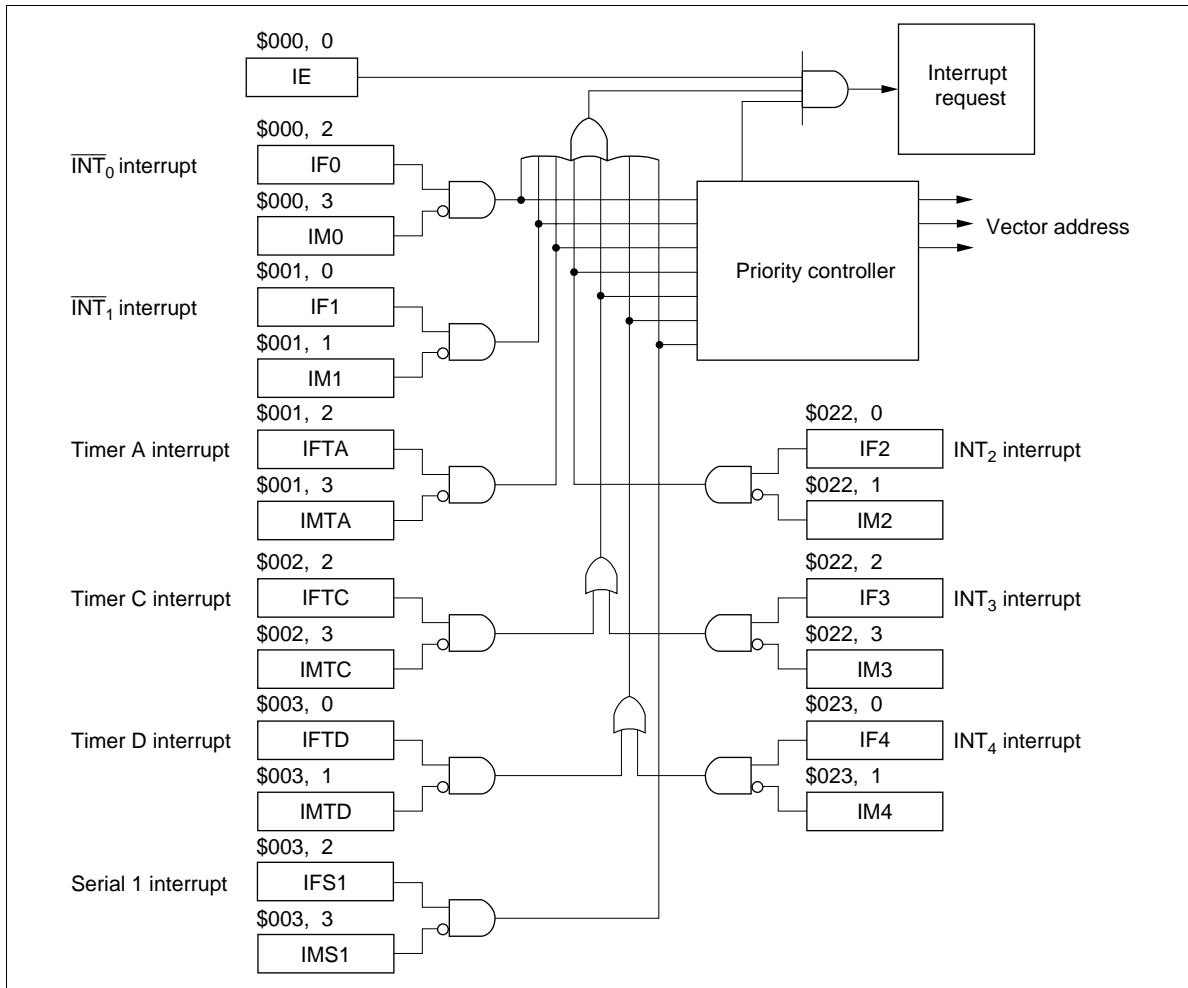 $000, 0
IE
Interrupt
request
$000, 2
IF0
I̅N̅T̅₀ interrupt
$000, 3
IM0
Vector address
Priority controller
$001, 0
IF1
I̅N̅T̅₁ interrupt
$001, 1
IM1
$001, 2
IFTA
Timer A interrupt
$001, 3
IMTA
$022, 0
IF2
INT₂ interrupt
$022, 1
IM2
$002, 2
IFTC
Timer C interrupt
$002, 3
IMTC
$022, 2
IF3
INT₃ interrupt
$022, 3
IM3
$003, 0
IFTD
Timer D interrupt
$003, 1
IMTD
$023, 0
IF4
INT₄ interrupt
$023, 1
IM4
$003, 2
IFS1
Serial 1 interrupt
$003, 3
IMS1